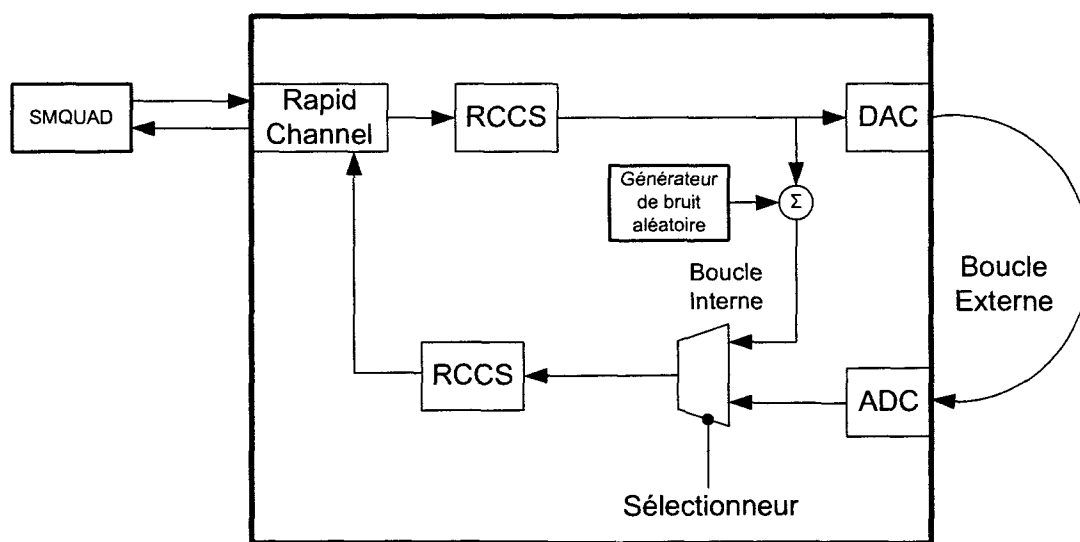 SMQUAD
Rapid
Channel
RCCS
DAC
Générateur
de bruit
aléatoire
Σ
Boucle
Interne
Boucle
Externe
RCCS
ADC
Sélectionneur